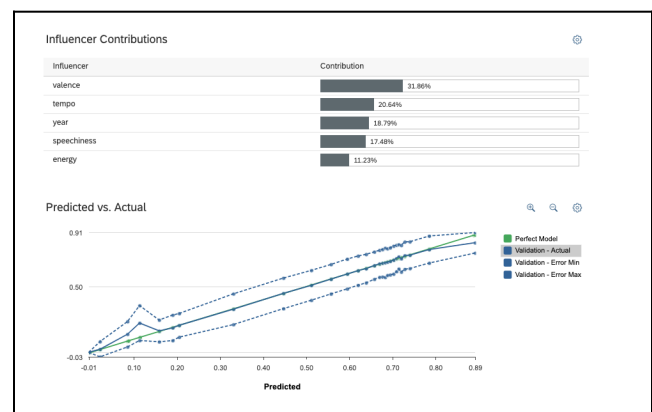 Influencer Contributions
Influencer Contribution
valence 31.86%
tempo 20.64%
year 18.79%
speechiness 17.48%
energy 11.23%
Predicted vs. Actual
0.91
0.50
-0.03
-0.01 0.10 0.20 0.30 0.40 0.50 0.60 0.70 0.80 0.89
Predicted
Perfect Model
Validation - Actual
Validation - Error Min
Validation - Error Max